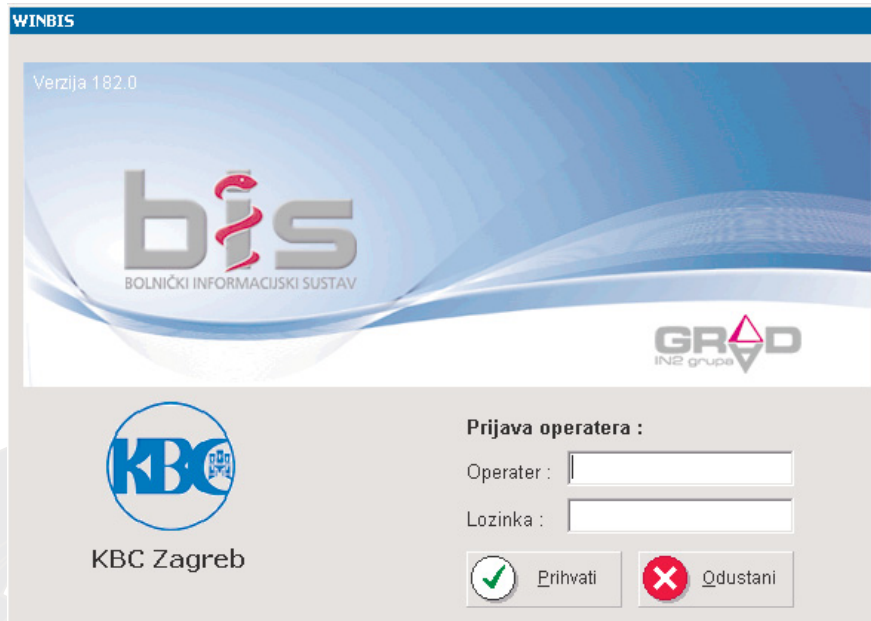 WINBIS
Verzija 182.0
bis
BOLNIČKI INFORMACIJSKI SUSTAV
GRAD
IN2 grupa
KBC
KBC Zagreb
Prijava operatera :
Operater :
Lozinka :
Prihvati
Odustani